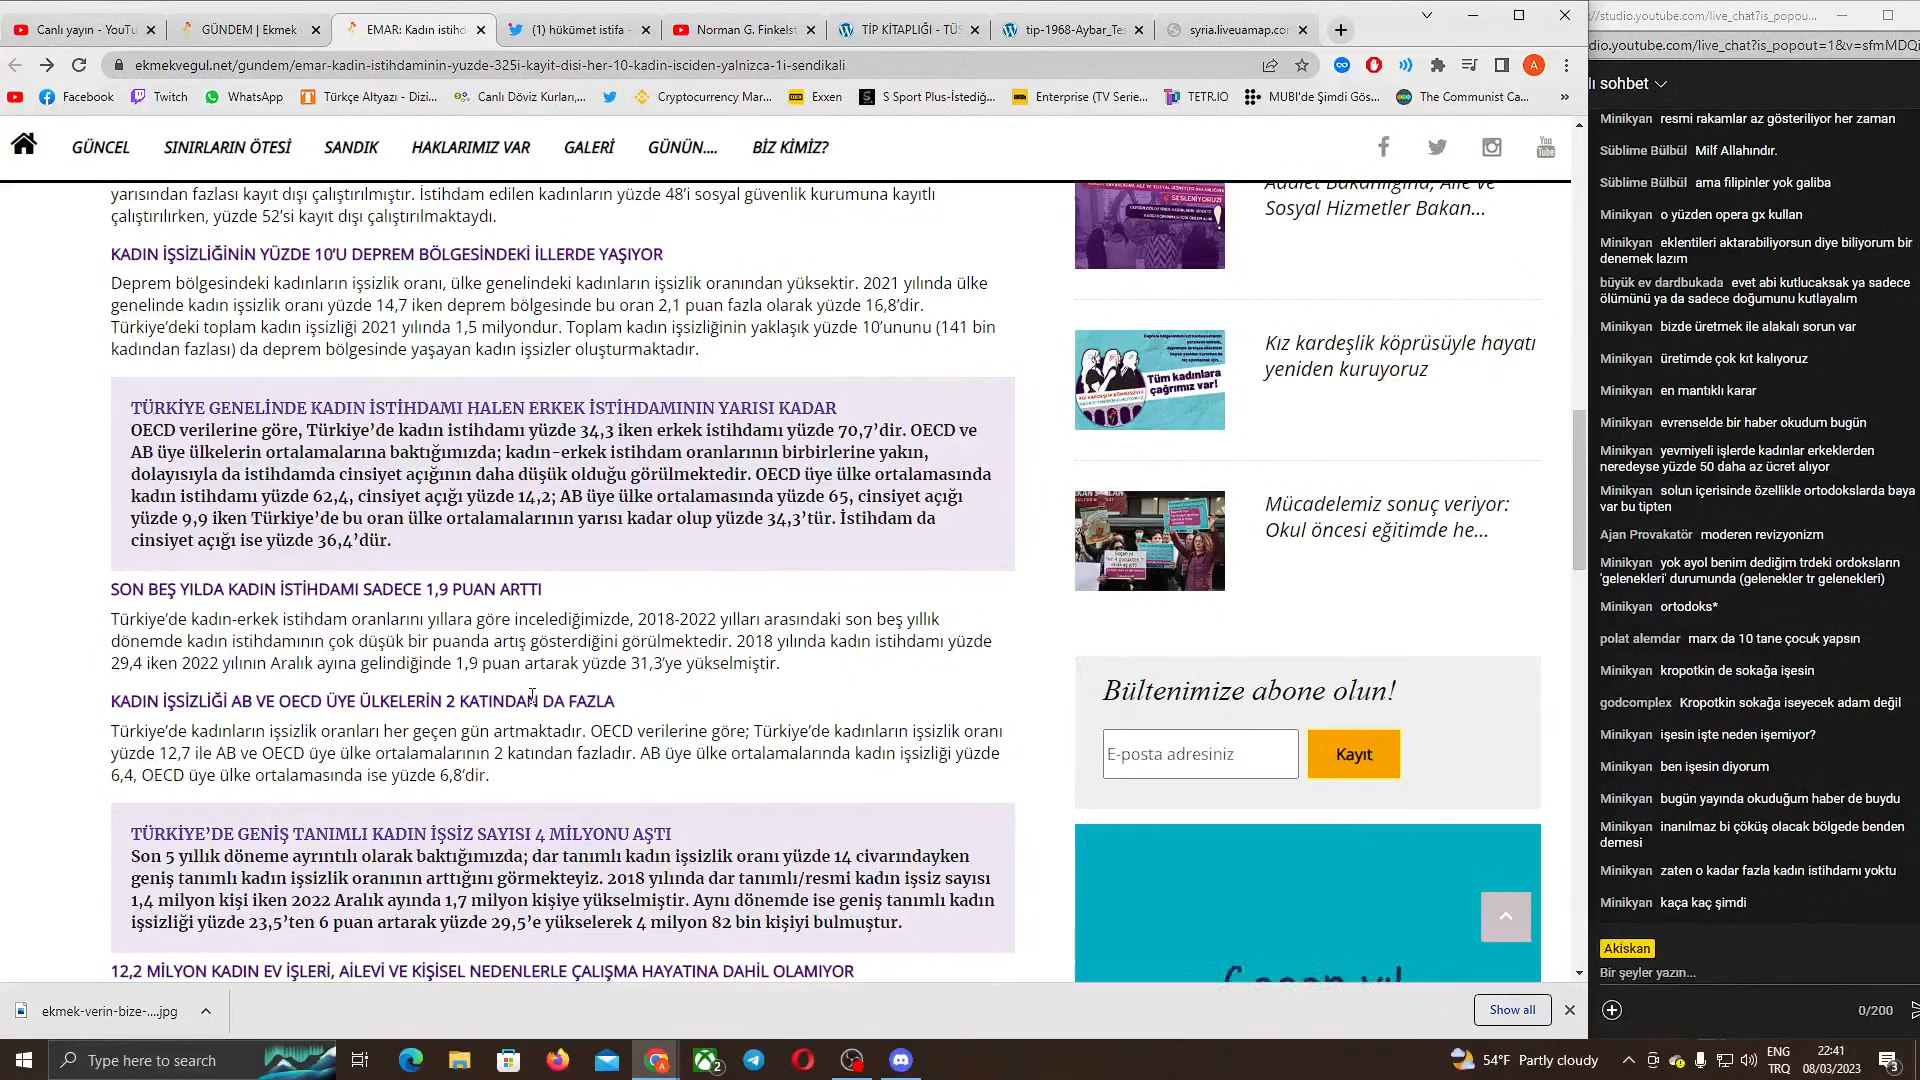 Canlı yayın - YouTu
GÜNDEM | Ekmek
EMAR: Kadın istihd
(1) hükümet istifa -
Norman G. Finkelst
TİP KİTAPLIĞI - TÜS
tip-1968-Aybar_Tes
syria.liveuamap.co
ekmekvegul.net/gundem/emar-kadin-istihdaminin-yuzde-325i-kayit-disi-her-10-kadin-isciden-yalnizca-1i-sendikali
A
Facebook
Twitch
WhatsApp
Türkçe Altyazı - Dizi...
Canlı Döviz Kurları,...
Cryptocurrency Mar...
Exxen
S Sport Plus-İstediğ...
Enterprise (TV Serie...
TETR.IO
MUBI'de Şimdi Gös...
The Communist Ca...
»
GÜNCEL
SINIRLARIN ÖTESİ
SANDIK
HAKLARIMIZ VAR
GALERİ
GÜNÜN....
BİZ KİMİZ?
You Tube
yarısından fazlası kayıt dışı çalıştırılmıştır. İstihdam edilen kadınların yüzde 48'i sosyal güvenlik kurumuna kayıtlı
çalıştırılırken, yüzde 52'si kayıt dışı çalıştırılmaktaydı.
KADIN İŞSİZLİĞİNİN YÜZDE 10'U DEPREM BÖLGESİNDEKİ İLLERDE YAŞIYOR
Deprem bölgesindeki kadınların işsizlik oranı, ülke genelindeki kadınların işsizlik oranından yüksektir. 2021 yılında ülke
genelinde kadın işsizlik oranı yüzde 14,7 iken deprem bölgesinde bu oran 2,1 puan fazla olarak yüzde 16,8'dir.
Türkiye'deki toplam kadın işsizliği 2021 yılında 1,5 milyondur. Toplam kadın işsizliğinin yaklaşık yüzde 10'ununu (141 bin
kadından fazlası) da deprem bölgesinde yaşayan kadın işsizler oluşturmaktadır.
TÜRKİYE GENELİNDE KADIN İSTİHDAMI HALEN ERKEK İSTİHDAMININ YARISI KADAR
OECD verilerine göre, Türkiye'de kadın istihdamı yüzde 34,3 iken erkek istihdamı yüzde 70,7'dir. OECD ve
AB üye ülkelerin ortalamalarına baktığımızda; kadın-erkek istihdam oranlarının birbirlerine yakın,
dolayısıyla da istihdamda cinsiyet açığının daha düşük olduğu görülmektedir. OECD üye ülke ortalamasında
kadın istihdamı yüzde 62,4, cinsiyet açığı yüzde 14,2; AB üye ülke ortalamasında yüzde 65, cinsiyet açığı
yüzde 9,9 iken Türkiye'de bu oran ülke ortalamalarının yarısı kadar olup yüzde 34,3'tür. İstihdam da
cinsiyet açığı ise yüzde 36,4'dür.
SON BEŞ YILDA KADIN İSTİHDAMI SADECE 1,9 PUAN ARTTI
Türkiye'de kadın-erkek istihdam oranlarını yıllara göre incelediğimizde, 2018-2022 yılları arasındaki son beş yıllık
dönemde kadın istihdamının çok düşük bir puanda artış gösterdiğini görülmektedir. 2018 yılında kadın istihdamı yüzde
29,4 iken 2022 yılının Aralık ayına gelindiğinde 1,9 puan artarak yüzde 31,3'ye yükselmiştir.
KADIN İŞSİZLİĞİ AB VE OECD ÜYE ÜLKELERİN 2 KATINDAN DA FAZLA
Türkiye'de kadınların işsizlik oranları her geçen gün artmaktadır. OECD verilerine göre; Türkiye'de kadınların işsizlik oranı
yüzde 12,7 ile AB ve OECD üye ülke ortalamalarının 2 katından fazladır. AB üye ülke ortalamalarında kadın işsizliği yüzde
6,4, OECD üye ülke ortalamasında ise yüzde 6,8'dir.
TÜRKİYE'DE GENİŞ TANIMLI KADIN İŞSİZ SAYISI 4 MİLYONU AŞTI
Son 5 yıllık döneme ayrıntılı olarak baktığımızda; dar tanımlı kadın işsizlik oranı yüzde 14 civarındayken
geniş tanımlı kadın işsizlik oranının arttığını görmekteyiz. 2018 yılında dar tanımlı/resmi kadın işsiz sayısı
1,4 milyon kişi iken 2022 Aralık ayında 1,7 milyon kişiye yükselmiştir. Aynı dönemde ise geniş tanımlı kadın
işsizliği yüzde 23,5'ten 6 puan artarak yüzde 29,5'e yükselerek 4 milyon 82 bin kişiyi bulmuştur.
12,2 MİLYON KADIN EV İŞLERİ, AİLEVİ VE KİŞİSEL NEDENLERLE ÇALIŞMA HAYATINA DAHİL OLAMIYOR
SESLENİYORUZ!
Adalet Bakanlığına, Aile ve
Sosyal Hizmetler Bakan...
Tüm kadınlara
çağrımız var!
Kız kardeşlik köprüsüyle hayatı
yeniden kuruyoruz
Mücadelemiz sonuç veriyor:
Okul öncesi eğitimde he...
Bültenimize abone olun!
E-posta adresiniz
Kayıt
//studio.youtube.com/live_chat?is_popou...
dio.youtube.com/live_chat?is_popout=1&v=sfmMDQi
lı sohbet
Minikyan resmi rakamlar az gösteriliyor her zaman
Süblime Bülbül Milf Allahındır.
Süblime Bülbül ama filipinler yok galiba
Minikyan o yüzden opera gx kullan
Minikyan eklentileri aktarabiliyorsun diye biliyorum bir
denemek lazım
büyük ev dardbukada evet abi kutlucaksak ya sadece
ölümünü ya da sadece doğumunu kutlayalım
Minikyan bizde üretmek ile alakalı sorun var
Minikyan üretimde çok kıt kalıyoruz
Minikyan en mantıklı karar
Minikyan evrenselde bir haber okudum bugün
Minikyan yevmiyeli işlerde kadınlar erkeklerden
neredeyse yüzde 50 daha az ücret alıyor
Minikyan solun içerisinde özellikle ortodokslarda baya
var bu tipten
Ajan Provakatör moderen revizyonizm
Minikyan yok ayol benim dediğim trdeki ordoksların
'gelenekleri' durumunda (gelenekler tr gelenekleri)
Minikyan ortodoks*
polat alemdar marx da 10 tane çocuk yapsın
Minikyan kropotkin de sokağa işesin
godcomplex Kropotkin sokağa iseyecek adam değil
Minikyan işesin işte neden işemiyor?
Minikyan ben işesin diyorum
Minikyan bugün yayında okuduğum haber de buydu
Minikyan inanılmaz bi çöküş olacak bölgede benden
demesi
Minikyan zaten o kadar fazla kadın istihdamı yoktu
Minikyan kaça kaç şimdi
Akiskan
Bir şeyler yazın...
0/200
ekmek-verin-bize-....jpg
Show all
Type here to search
2
54°F Partly cloudy
ENG
TRQ
22:41
08/03/2023
3